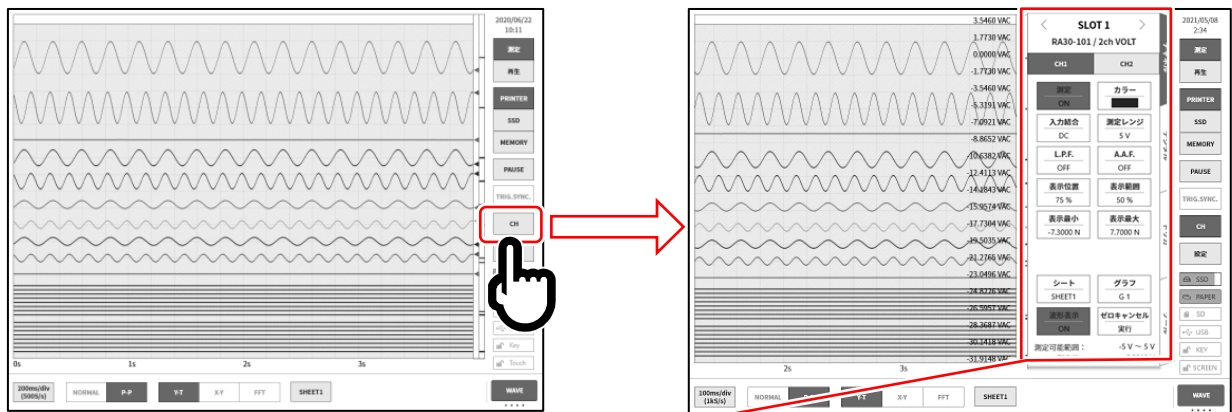 2020/06/22
10:11
測定
再生
PRINTER
SSD
MEMORY
PAUSE
TRIG.SYNC.
CH
Key
Touch
0s
1s
2s
3s
200ms/div
(500S/s)
NORMAL
P-P
Y-T
X-Y
FFT
SHEET1
WAVE
3.5460 VAC
1.7730 VAC
0.0000 VAC
-1.7730 VAC
-3.5460 VAC
-5.3191 VAC
-7.0921 VAC
-8.8652 VAC
-10.6382 VAC
-12.4113 VAC
-14.1843 VAC
-15.9574 VAC
-17.7304 VAC
-19.5035 VAC
-21.2765 VAC
-23.0496 VAC
-24.8226 VAC
-26.5957 VAC
-28.3687 VAC
-30.1418 VAC
-31.9148 VAC
2s
3s
SLOT 1
RA30-101 / 2ch VOLT
CH1
CH2
測定
ON
カラー
入力結合
DC
測定レンジ
5 V
L.P.F.
OFF
A.A.F.
OFF
表示位置
75 %
表示範囲
50 %
表示最小
-7.3000 N
表示最大
7.7000 N
シート
SHEET1
グラフ
G 1
波形表示
ON
ゼロキャンセル
実行
測定可能範囲:
-5 V ～ 5 V
2021/05/08
2:34
測定
再生
PRINTER
SSD
MEMORY
PAUSE
TRIG.SYNC.
CH
設定
SSD
PAPER
SD
USB
KEY
SCREEN
100ms/div
(1kS/s)
NORMAL
P-P
Y-T
X-Y
FFT
SHEET1
WAVE